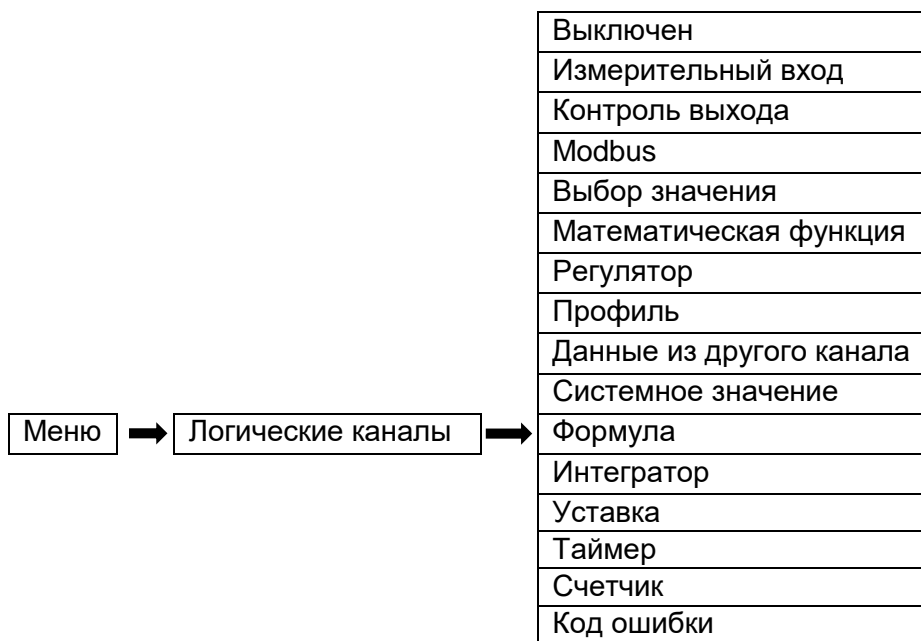 Выключен
Измерительный вход
Контроль выхода
Modbus
Выбор значения
Математическая функция
Регулятор
Профиль
Данные из другого канала
Системное значение
Меню
Логические каналы
Формула
Интегратор
Уставка
Таймер
Счетчик
Код ошибки